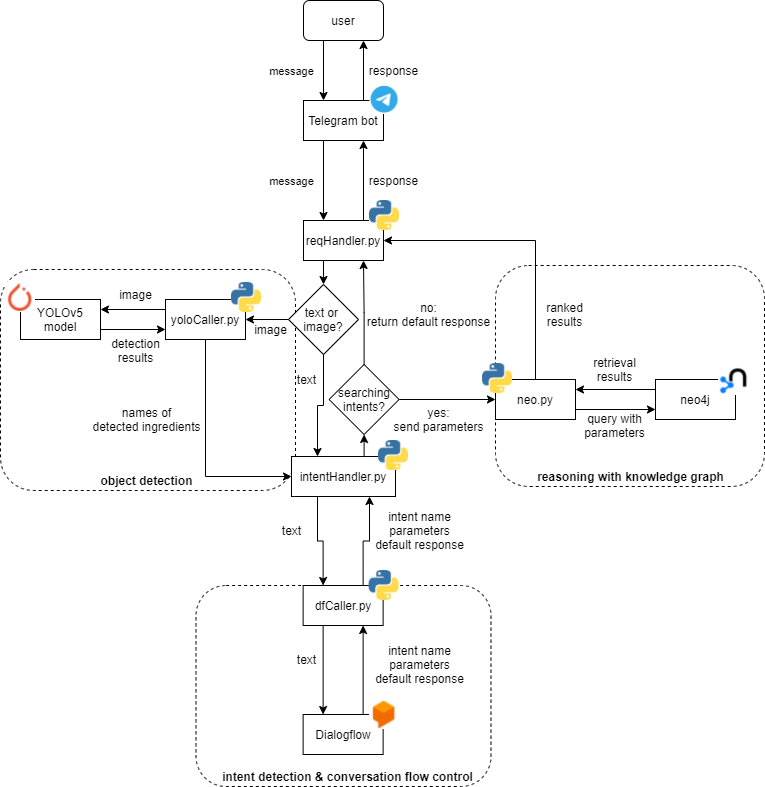 user
message
response
Telegram bot
message
response
reqHandler.py
text or
image?
image
image
YOLOv5
model
yoloCaller.py
detection
results
names of
detected ingredients
object detection
text
no:
return default response
searching
intents?
yes:
send parameters
ranked
results
retrieval
results
neo.py
neo4j
query with
parameters
reasoning with knowledge graph
intentHandler.py
text
intent name
parameters
default response
dfCaller.py
text
intent name
parameters
default response
Dialogflow
intent detection & conversation flow control